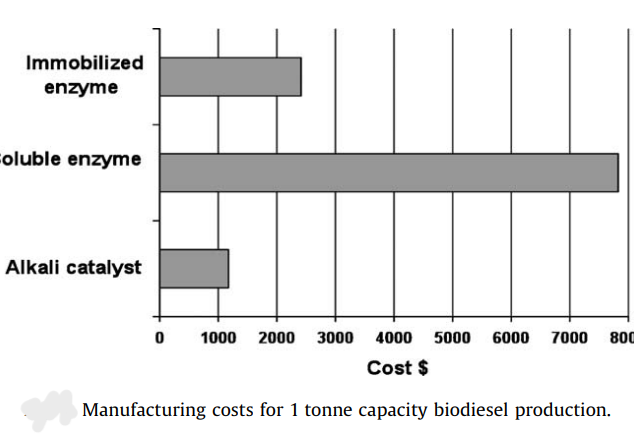 Immobilized
enzyme
oluble enzyme
Alkali catalyst
0 1000 2000 3000 4000 5000 6000 7000 800
Cost $
Manufacturing costs for 1 tonne capacity biodiesel production.